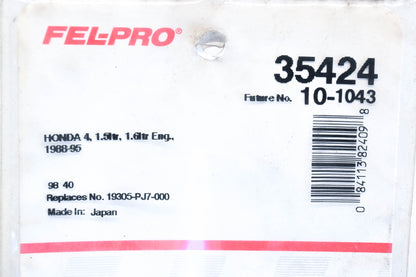 FEL-PRO®
35424
Future No. 10-1043
HONDA 4, 1.5ltr, 1.6ltr Eng.,
1988-95
98 40
Replaces No. 19305-PJ7-000
Made In: Japan
0 84113 82409 8